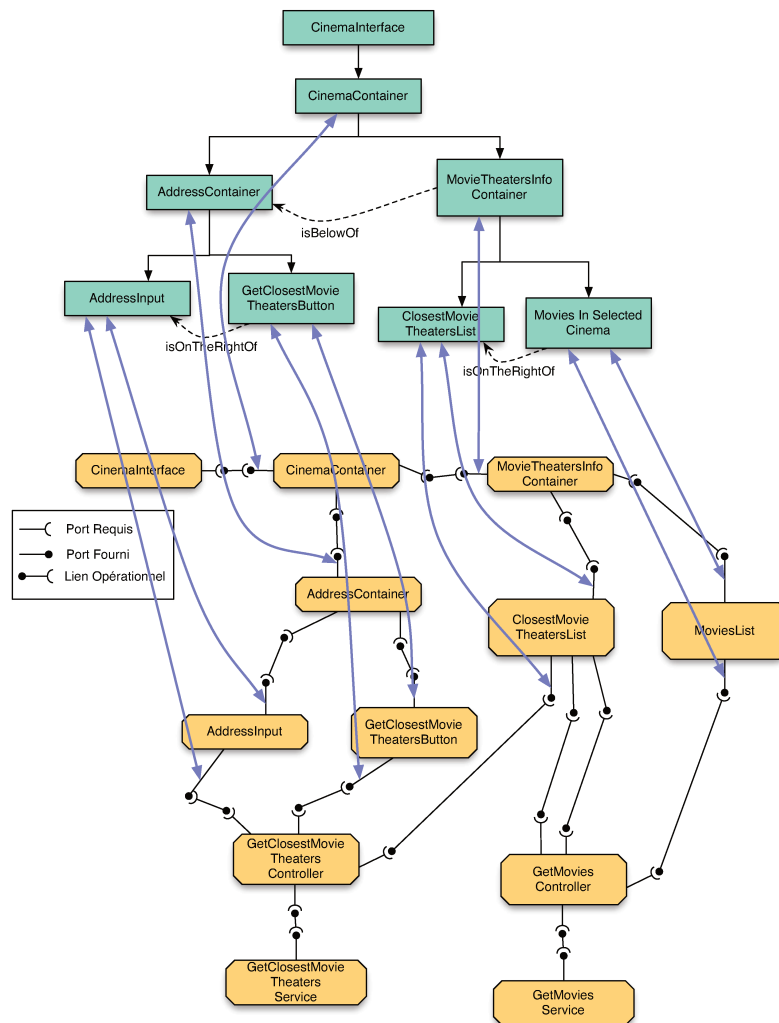 CinemaInterface
CinemaContainer
AddressContainer
MovieTheatersInfo
Container
isBelowOf
AddressInput
GetClosestMovie
TheatersButton
ClosestMovie
TheatersList
Movies In Selected
Cinema
isOnTheRightOf
isOnTheRightOf
CinemaInterface
CinemaContainer
MovieTheatersInfo
Container
Port Requis
Port Fourni
Lien Opérationnel
AddressContainer
ClosestMovie
TheatersList
MoviesList
AddressInput
GetClosestMovie
TheatersButton
GetClosestMovie
Theaters
Controller
GetMovies
Controller
GetClosestMovie
Theaters
Service
GetMovies
Service